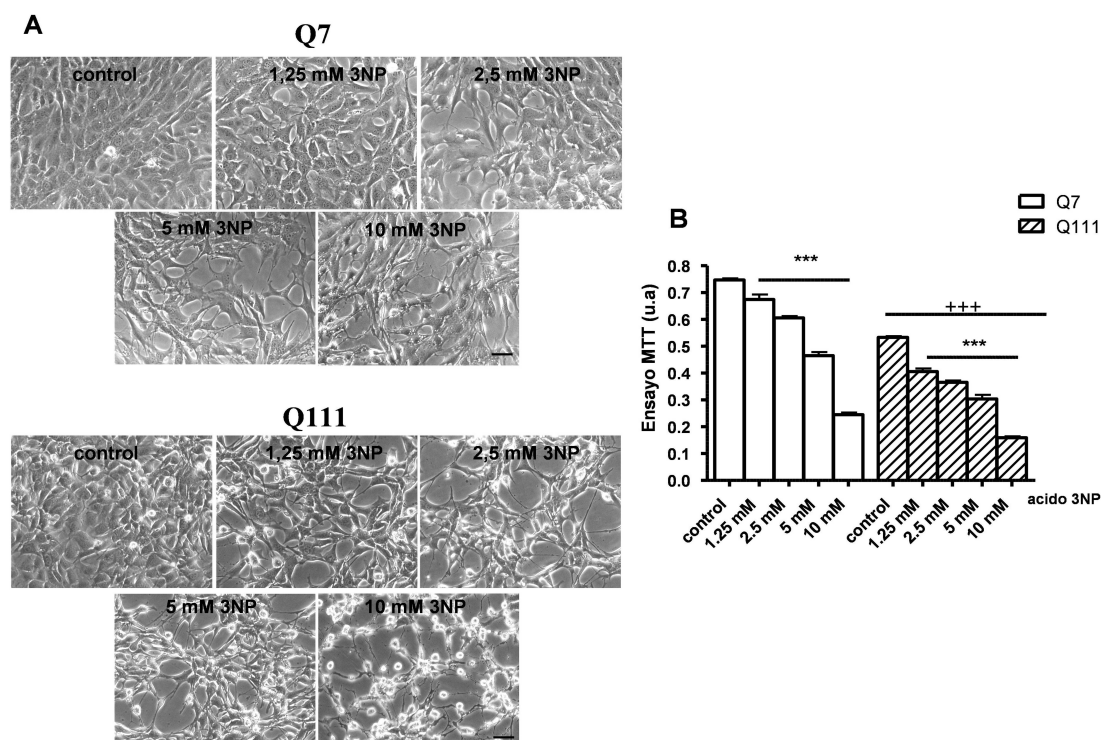 A
Q7
control
1,25 mM 3NP
2,5 mM 3NP
5 mM 3NP
10 mM 3NP
Q111
control
1,25 mM 3NP
2,5 mM 3NP
5 mM 3NP
10 mM 3NP
B
Q7
Q111
Ensayo MTT (u.a)
0.8
0.7
0.6
0.5
0.4
0.3
0.2
0.1
0.0
***
+++
***
control
1.25 mM
2.5 mM
5 mM
10 mM
control
1.25 mM
2.5 mM
5 mM
10 mM
acido 3NP